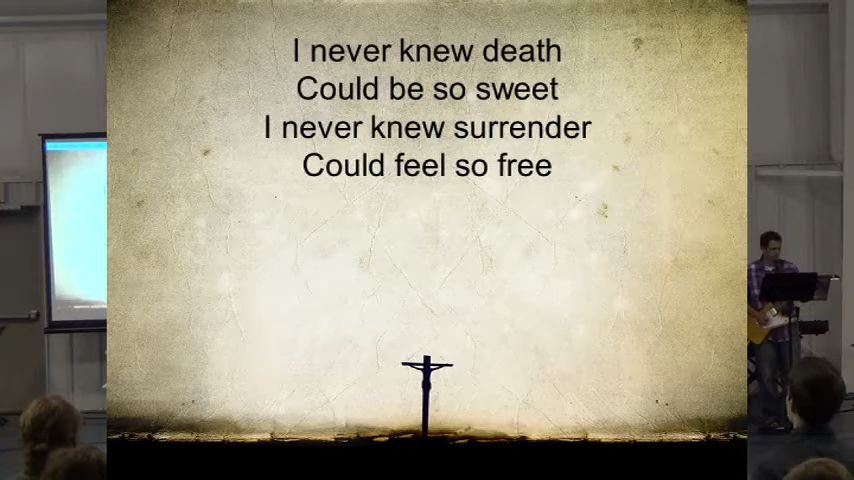 I never knew death
Could be so sweet
I never knew surrender
Could feel so free